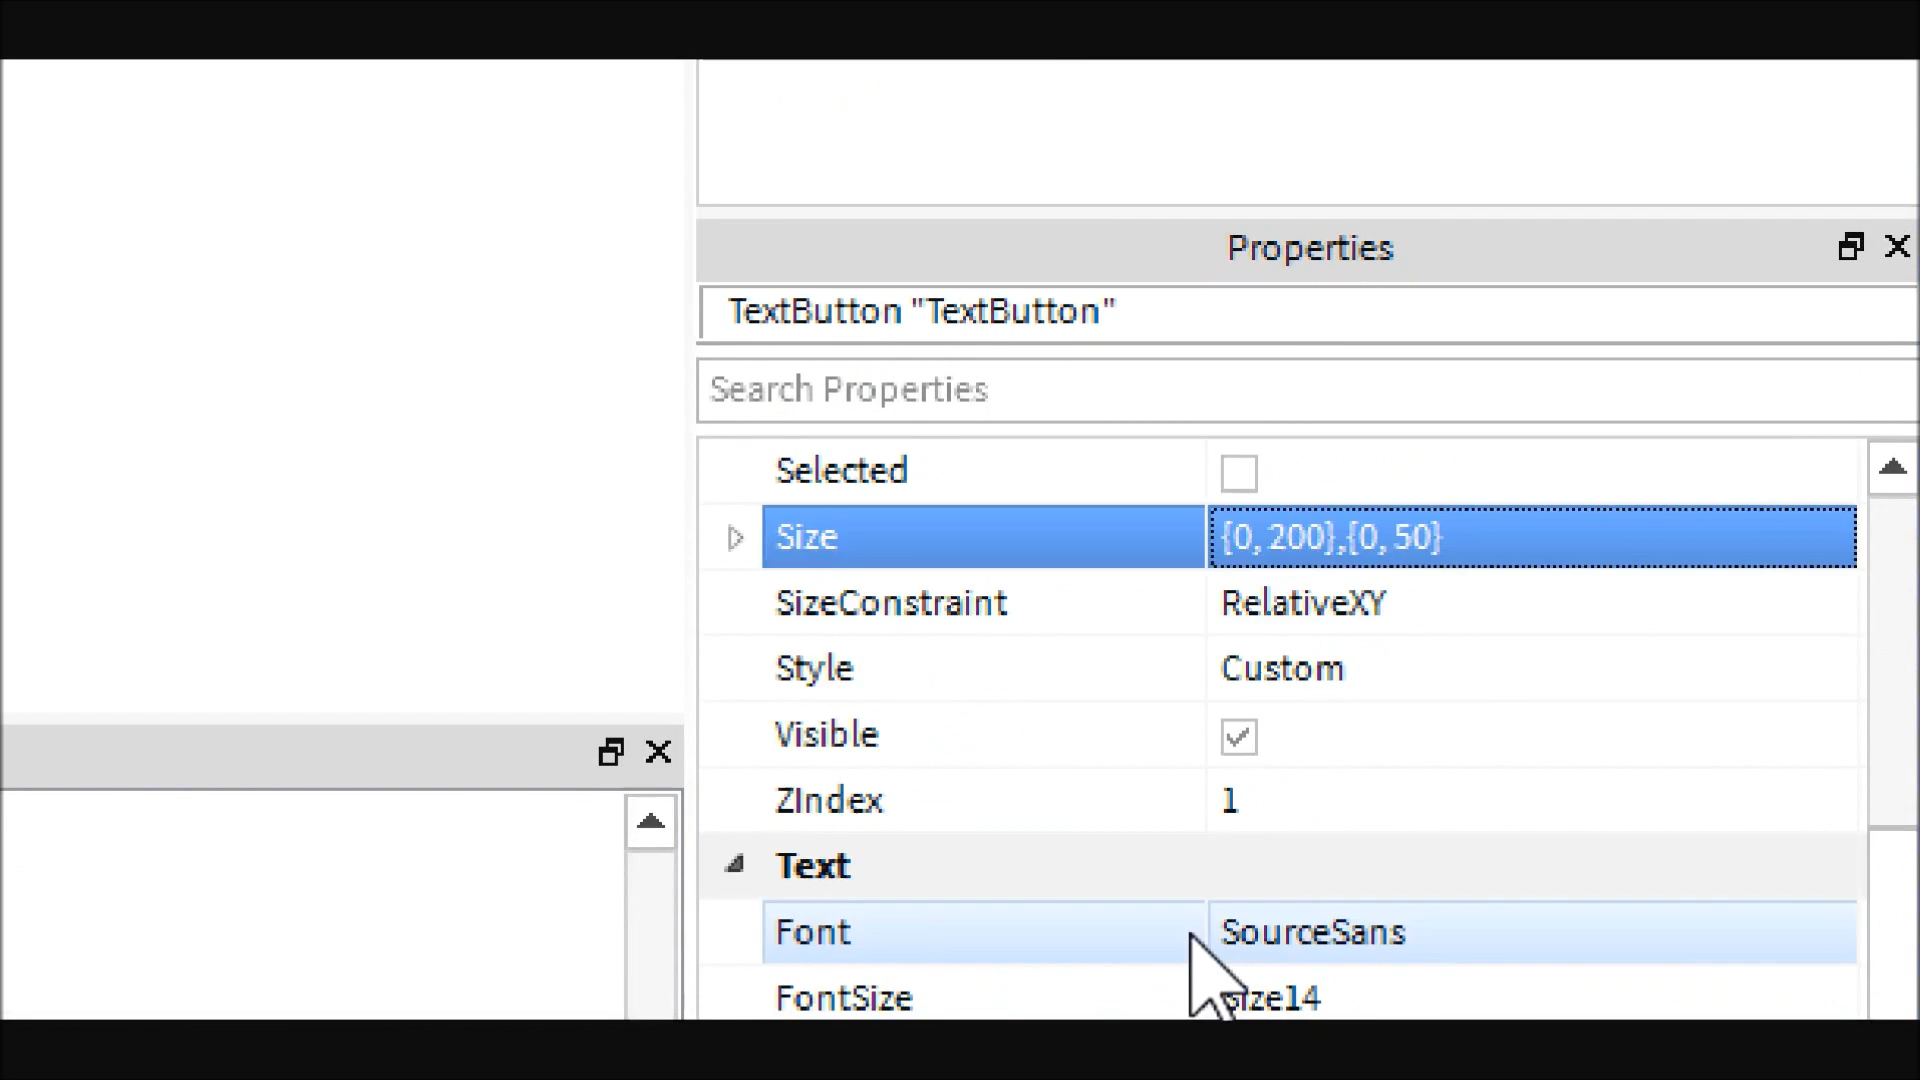 Properties
TextButton "TextButton"
Search Properties
Selected
Size {0, 200},{0, 50}
SizeConstraint RelativeXY
Style Custom
Visible
ZIndex 1
Text
Font SourceSans
FontSize Size14